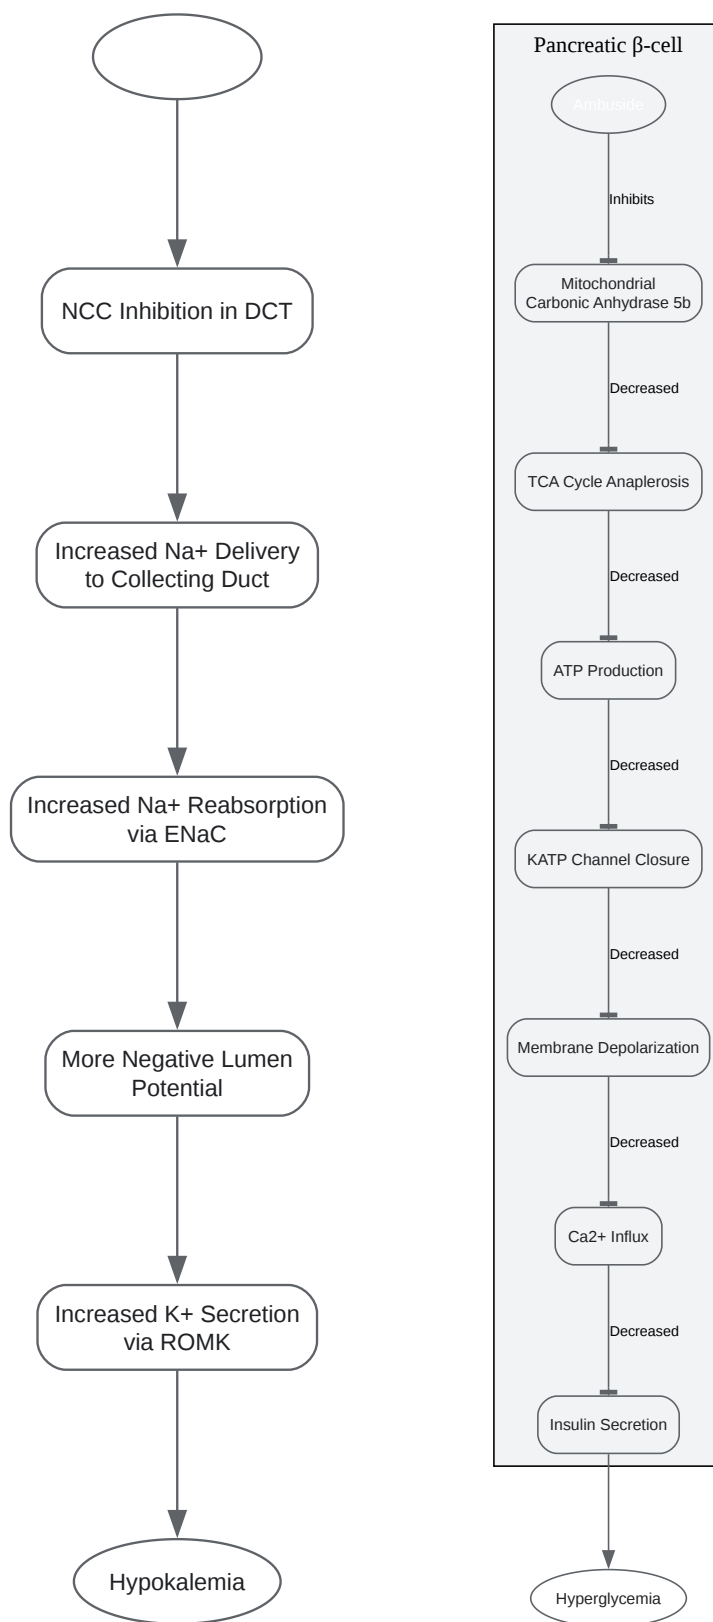 NCC Inhibition in DCT
Increased Na+ Delivery
to Collecting Duct
Increased Na+ Reabsorption
via ENaC
More Negative Lumen
Potential
Increased K+ Secretion
via ROMK
Hypokalemia
Pancreatic β-cell
Ambuside
Inhibits
Mitochondrial
Carbonic Anhydrase 5b
Decreased
TCA Cycle Anaplerosis
Decreased
ATP Production
Decreased
KATP Channel Closure
Decreased
Membrane Depolarization
Decreased
Ca2+ Influx
Decreased
Insulin Secretion
Hyperglycemia